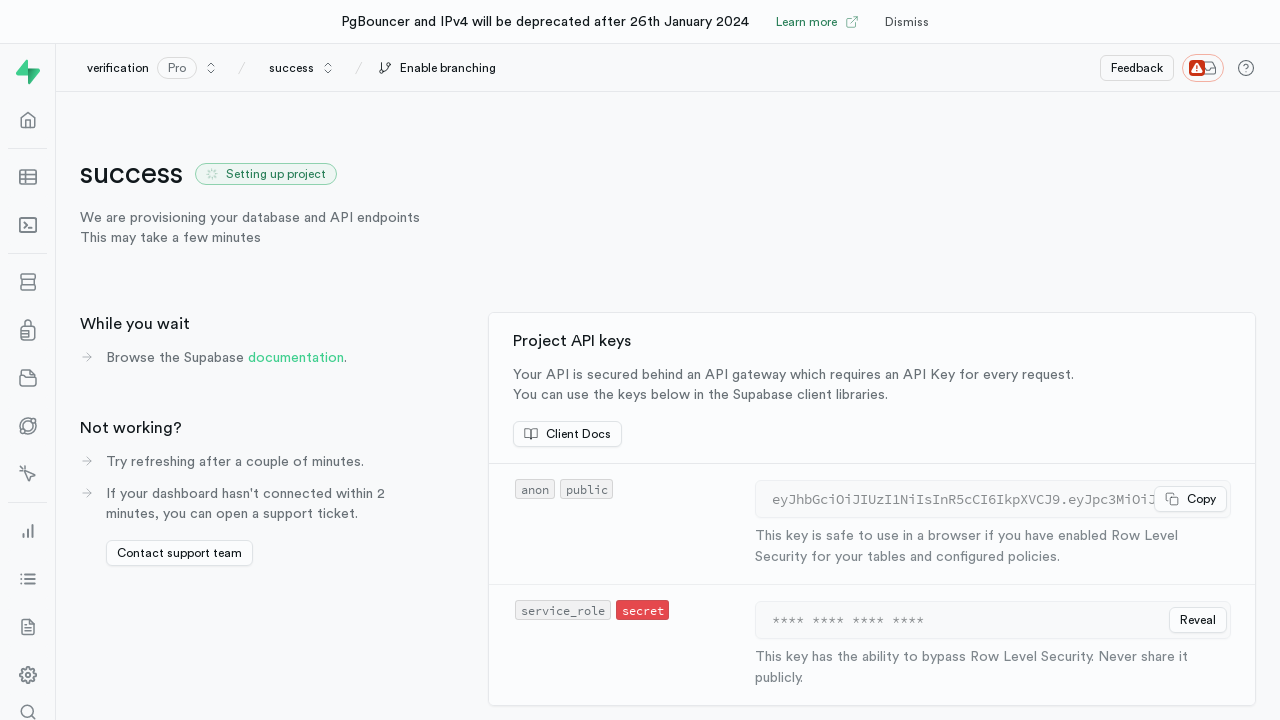 PgBouncer and IPv4 will be deprecated after 26th January 2024 Learn more Dismiss
verification Pro / success / Enable branching Feedback
success Setting up project
We are provisioning your database and API endpoints
This may take a few minutes
While you wait
Browse the Supabase documentation.
Not working?
Try refreshing after a couple of minutes.
If your dashboard hasn't connected within 2
minutes, you can open a support ticket.
Contact support team
Project API keys
Your API is secured behind an API gateway which requires an API Key for every request.
You can use the keys below in the Supabase client libraries.
Client Docs
anon public eyJhbGciOiJIUzI1NiIsInR5cCI6IkpXVCJ9.eyJpc3MiOiJ Copy
This key is safe to use in a browser if you have enabled Row Level
Security for your tables and configured policies.
service_role secret **** **** **** **** Reveal
This key has the ability to bypass Row Level Security. Never share it
publicly.